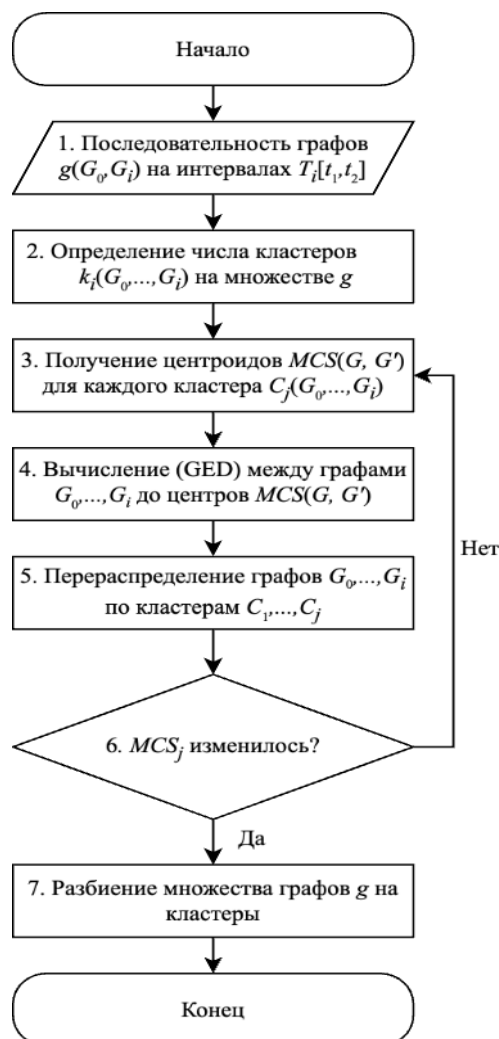 Начало
1. Последовательность графов
g(G₀,Gᵢ) на интервалах Tᵢ[t₁,t₂]
2. Определение числа кластеров
kᵢ(G₀,...,Gᵢ) на множестве g
3. Получение центроидов MCS(G, G')
для каждого кластера Cⱼ(G₀,...,Gᵢ)
4. Вычисление (GED) между графами
G₀,...,Gᵢ до центров MCS(G, G')
Нет
5. Перераспределение графов G₀,...,Gᵢ
по кластерам C₁,...,Cⱼ
6. MCSⱼ изменилось?
Да
7. Разбиение множества графов g на
кластеры
Конец